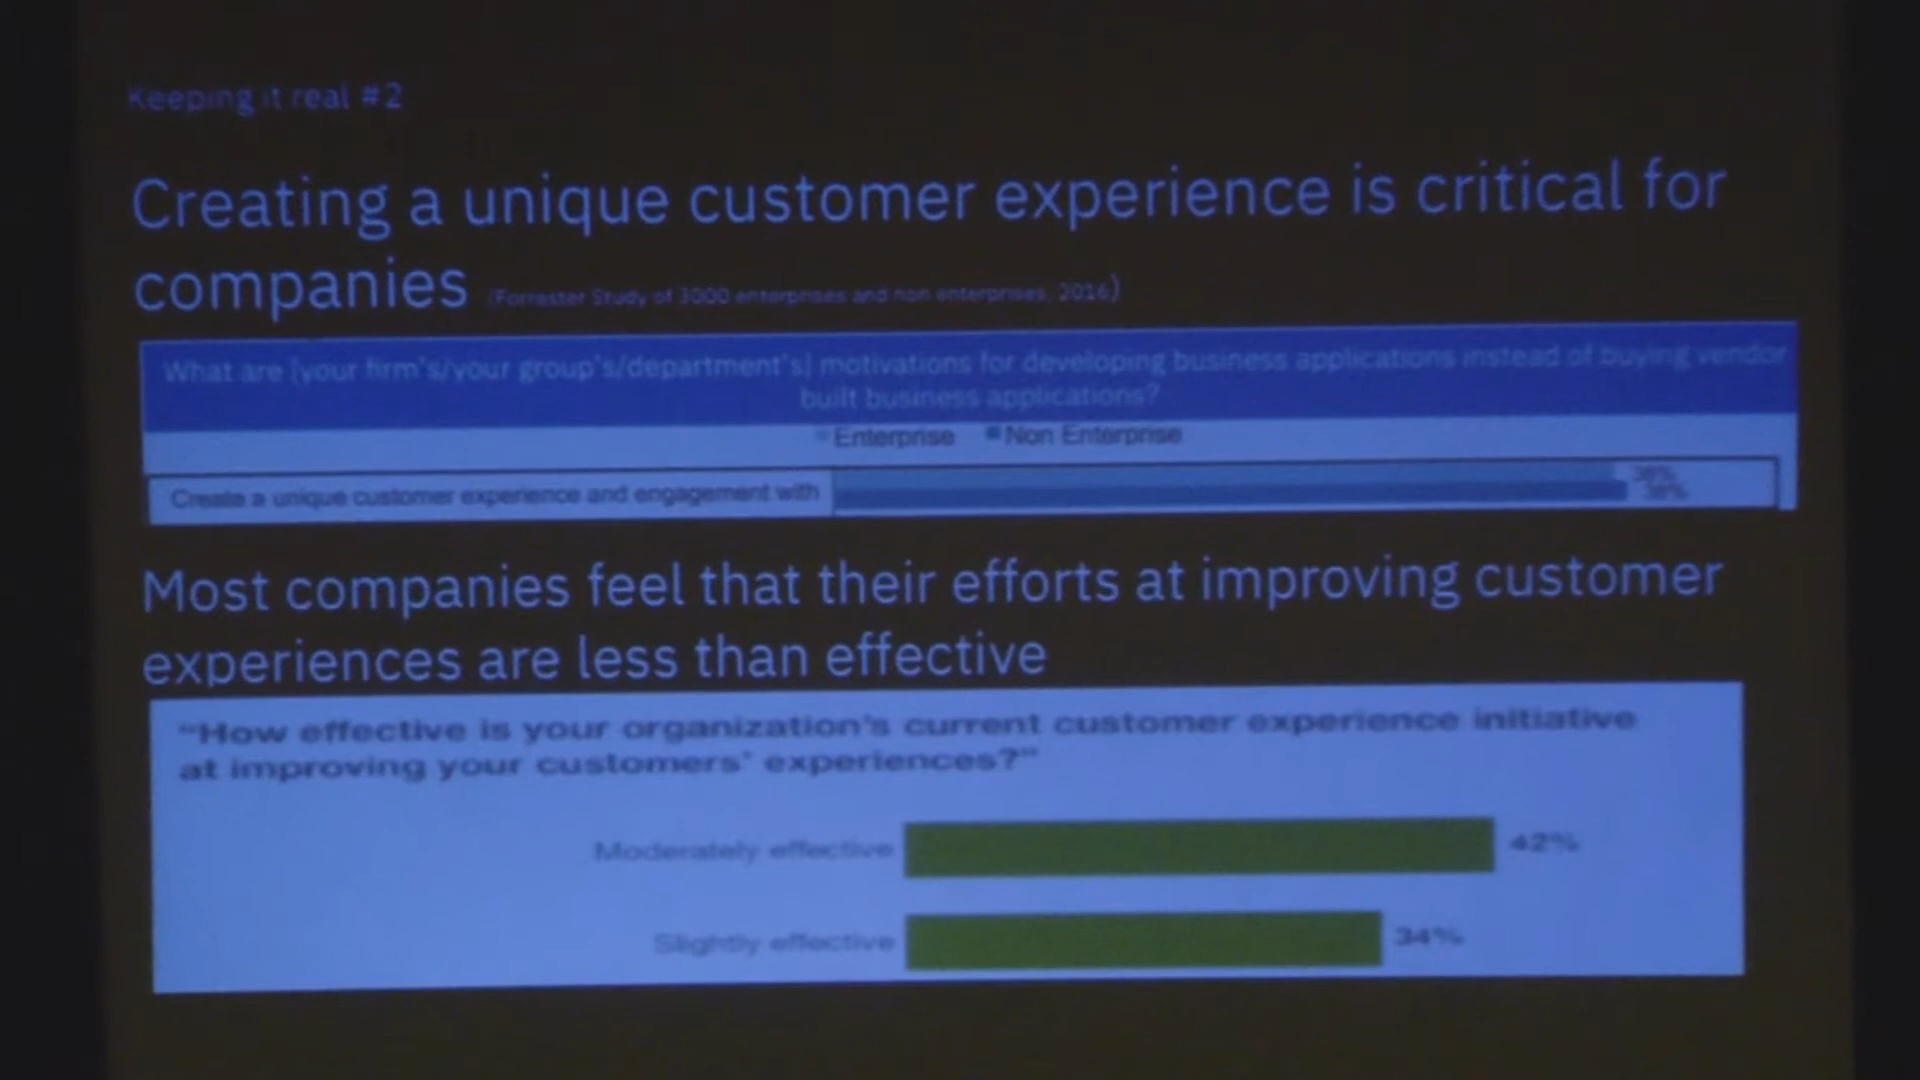 Keeping it real #2
Creating a unique customer experience is critical for
companies (Forrester Study of 3000 enterprises and non enterprises, 2016)
What are [your firm's/your group's/department's] motivations for developing business applications instead of buying vendor
built business applications?
Enterprise Non Enterprise
Create a unique customer experience and engagement with
Most companies feel that their efforts at improving customer
experiences are less than effective
"How effective is your organization's current customer experience initiative
at improving your customers' experiences?"
Moderately effective 42%
Slightly effective 34%